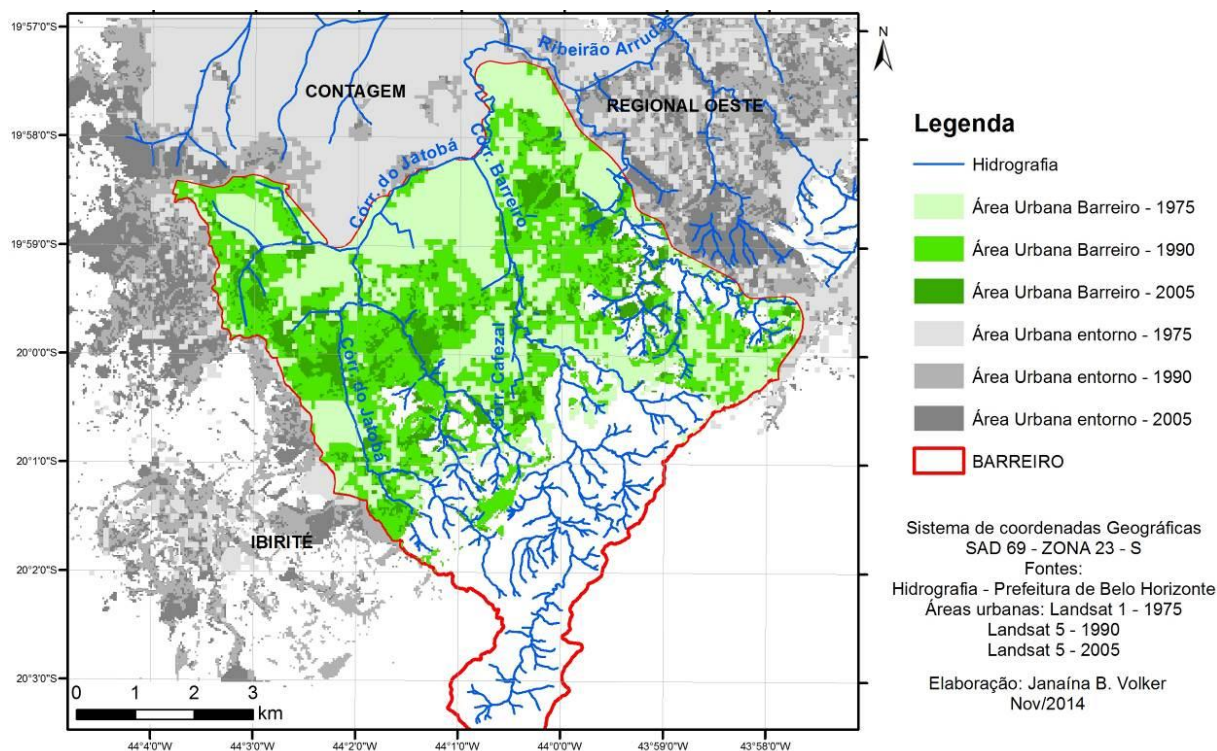 19°57'0"S
19°58'0"S
19°59'0"S
20°00'0"S
20°10'0"S
20°20'0"S
20°30'0"S
CONTAGEM
Ribeirão Arrudas
REGIONAL OESTE
Córr. do Jatobá
Córr. Barreiro
Córr. do Jatobá
Córr. Cafezal
IBIRITÉ
0 1 2 3
km
44°4'0"W 44°3'0"W 44°2'0"W 44°1'0"W 44°0'0"W 43°59'0"W 43°58'0"W
N
Legenda
Hidrografia
Área Urbana Barreiro - 1975
Área Urbana Barreiro - 1990
Área Urbana Barreiro - 2005
Área Urbana entorno - 1975
Área Urbana entorno - 1990
Área Urbana entorno - 2005
BARREIRO
Sistema de coordenadas Geográficas
SAD 69 - ZONA 23 - S
Fontes:
Hidrografia - Prefeitura de Belo Horizonte
Áreas urbanas: Landsat 1 - 1975
Landsat 5 - 1990
Landsat 5 - 2005
Elaboração: Janaína B. Volker
Nov/2014